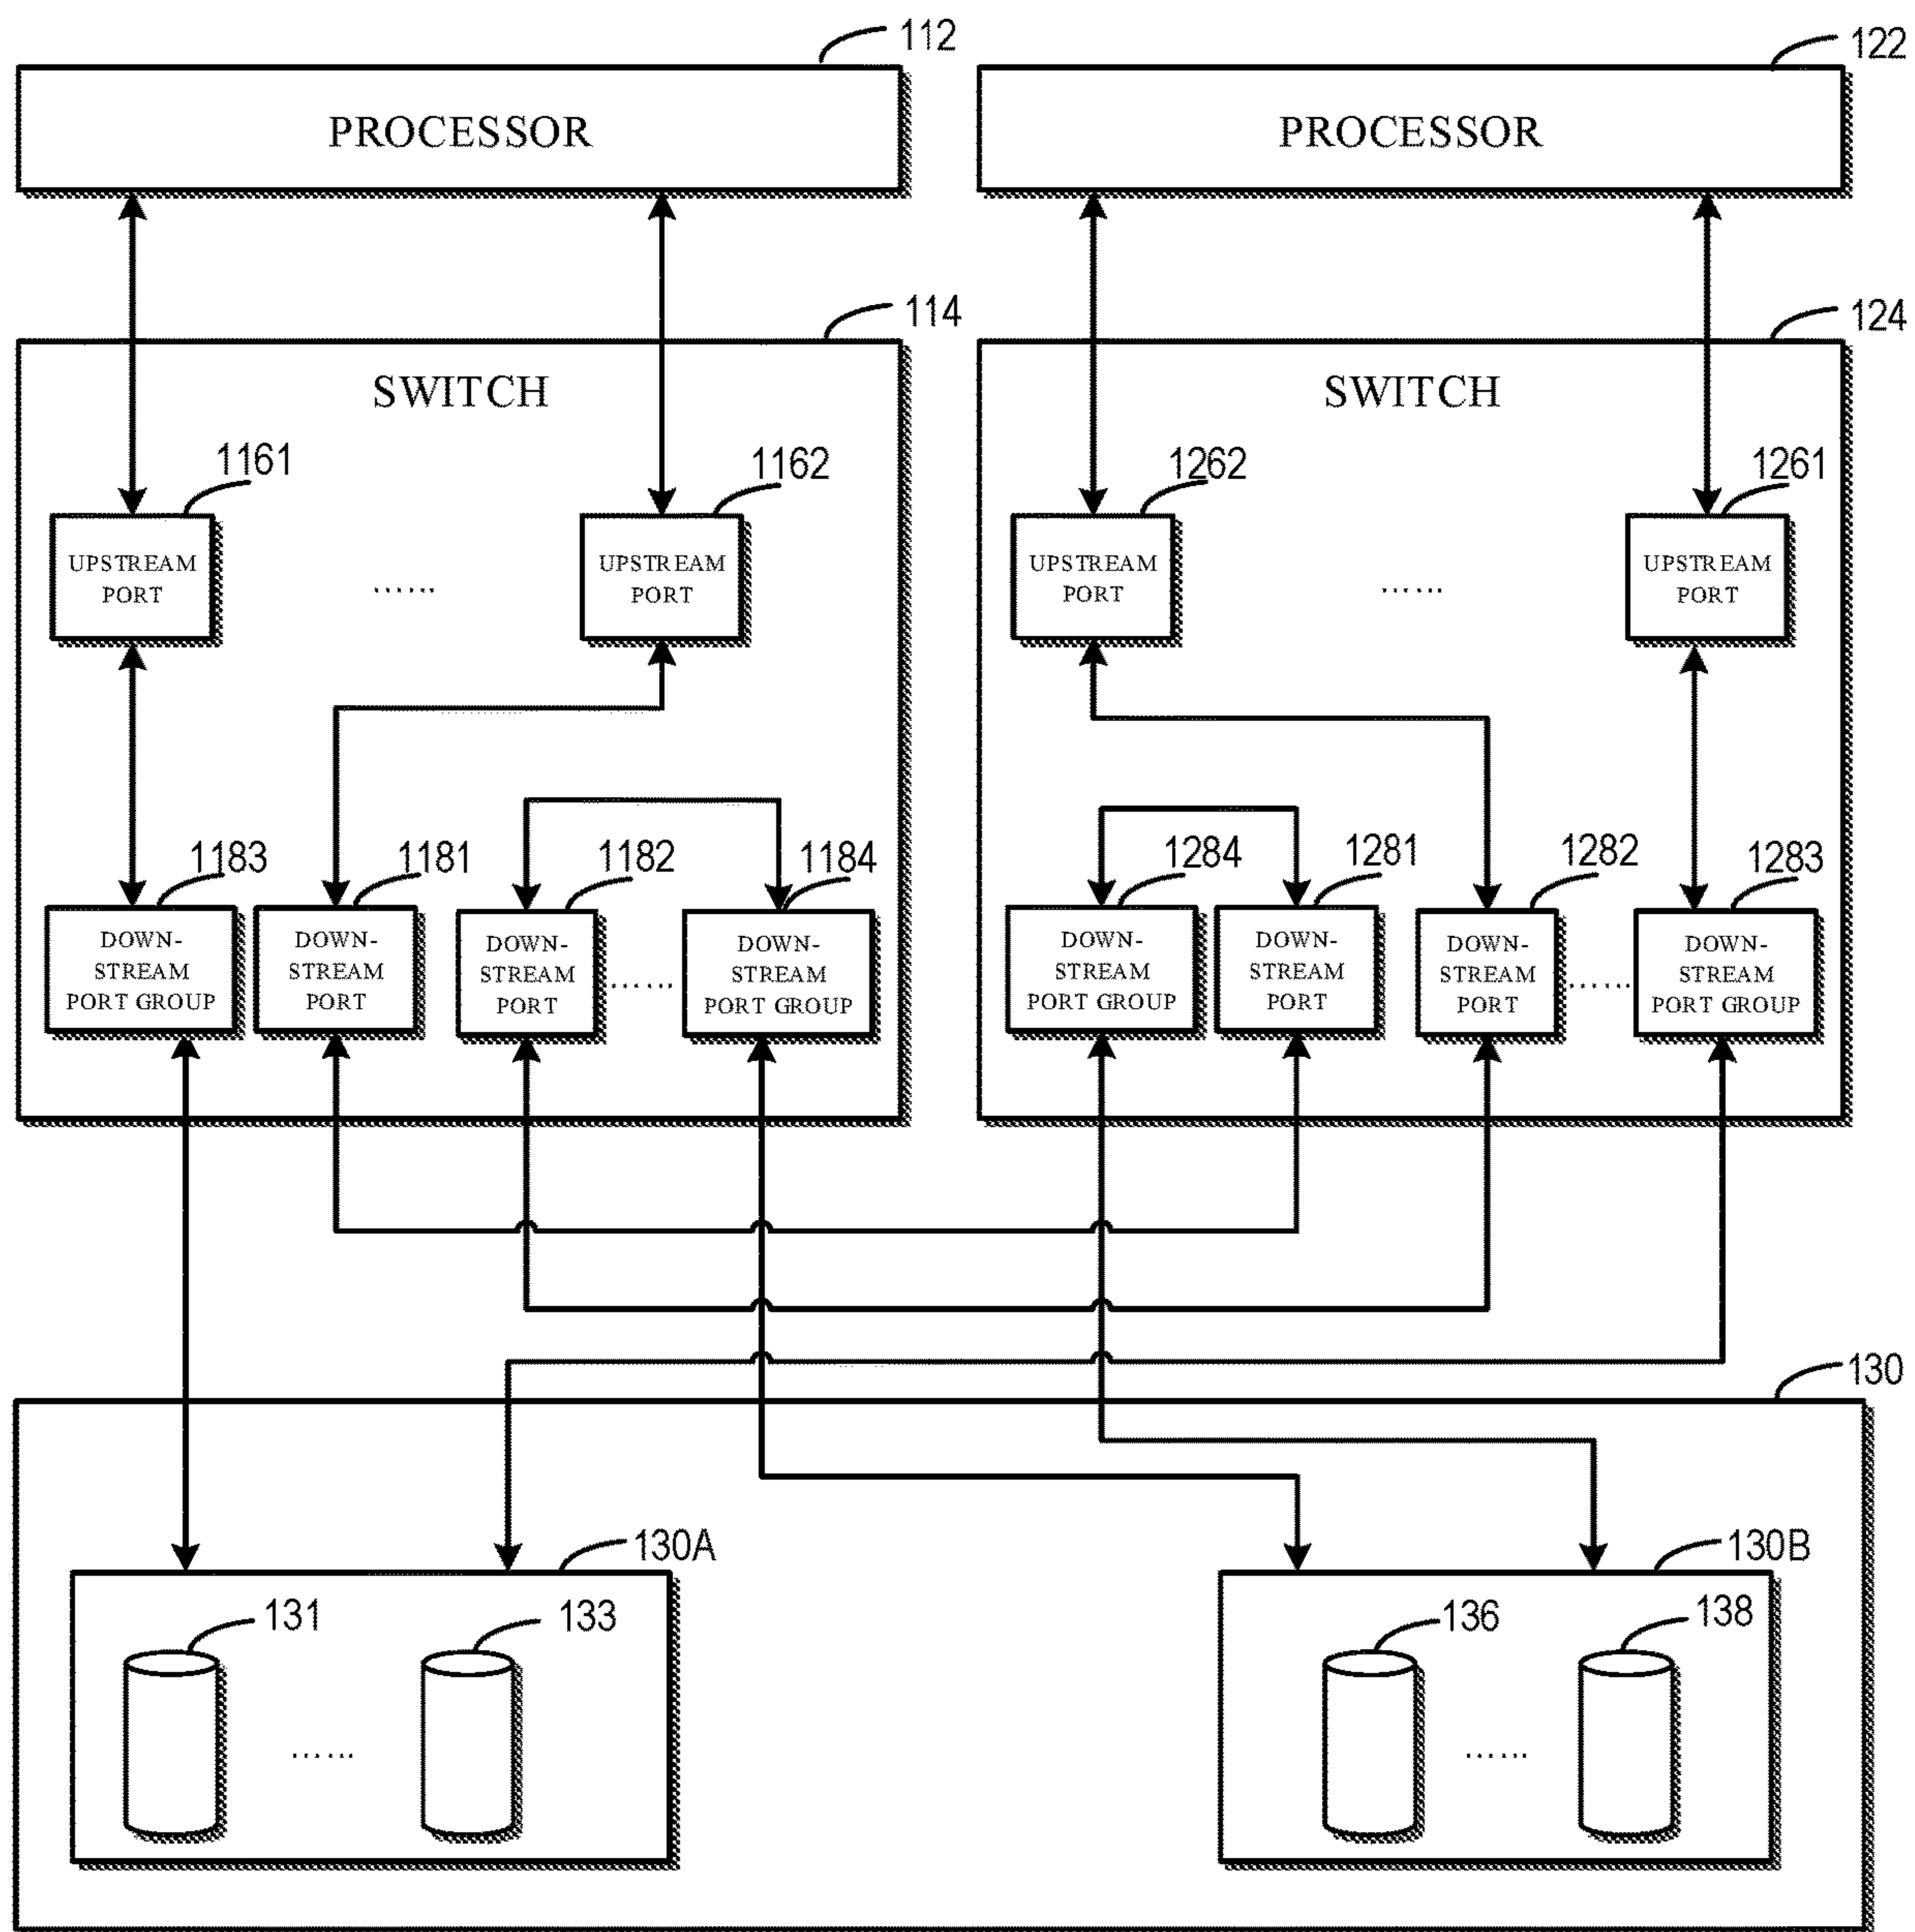 112
122
PROCESSOR
PROCESSOR
114
124
SWITCH
SWITCH
1161
1162
1262
1261
UPSTREAM
PORT
......
UPSTREAM
PORT
UPSTREAM
PORT
......
UPSTREAM
PORT
1183
1181
1182
1184
1284
1281
1282
1283
DOWN-
STREAM
PORT GROUP
DOWN-
STREAM
PORT
DOWN-
STREAM
PORT
......
DOWN-
STREAM
PORT GROUP
DOWN-
STREAM
PORT GROUP
DOWN-
STREAM
PORT
DOWN-
STREAM
PORT
......
DOWN-
STREAM
PORT GROUP
130
130A
130B
131
133
136
138
......
......